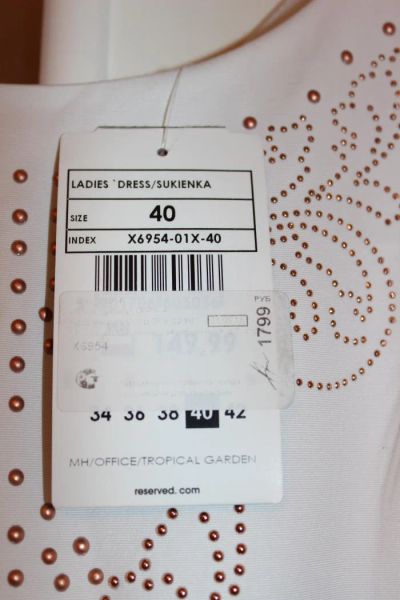 LADIES `DRESS/SUKIENKA
SIZE 40
INDEX X6954-01X-40
X6954
149,99
1799 РУБ
34 36 38 40 42
MH/OFFICE/TROPICAL GARDEN
reserved. com